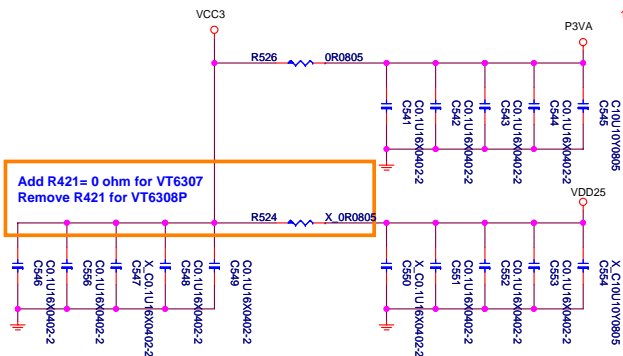 VCC3
P3VA
R526 0R0805
C541 C0.1U16X0402-2
C542 C0.1U16X0402-2
C543 C0.1U16X0402-2
C544 C0.1U16X0402-2
C545 C10U10Y0805
Add R421= 0 ohm for VT6307
Remove R421 for VT6308P
VDD25
R524 X_0R0805
C546 C0.1U16X0402-2
C556 C0.1U16X0402-2
C547 X_C0.1U16X0402-2
C548 C0.1U16X0402-2
C549 C0.1U16X0402-2
C550 X_C0.1U16X0402-2
C551 C0.1U16X0402-2
C552 C0.1U16X0402-2
C553 C0.1U16X0402-2
C554 X_C10U10Y0805